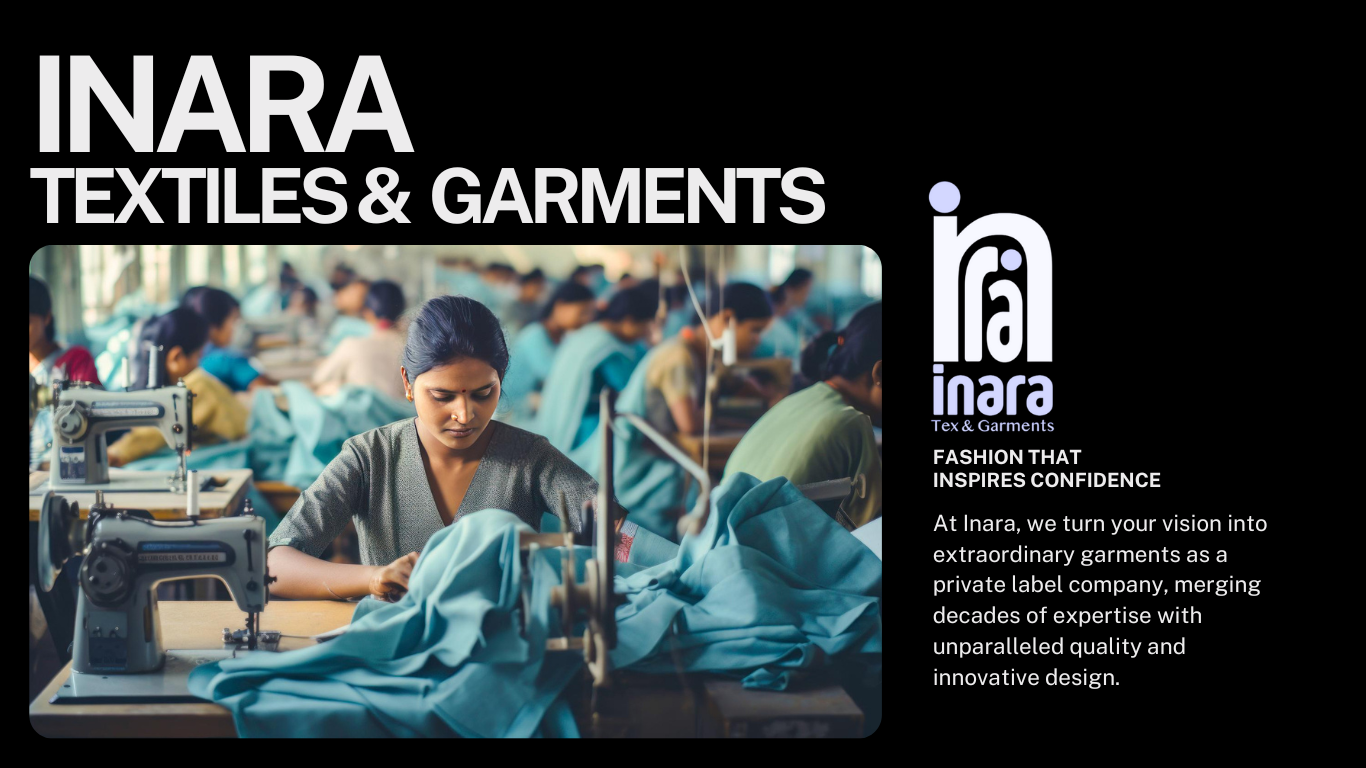 INARA
TEXTILES & GARMENTS
inara
Tex & Garments
FASHION THAT
INSPIRES CONFIDENCE
At Inara, we turn your vision into
extraordinary garments as a
private label company, merging
decades of expertise with
unparalleled quality and
innovative design.